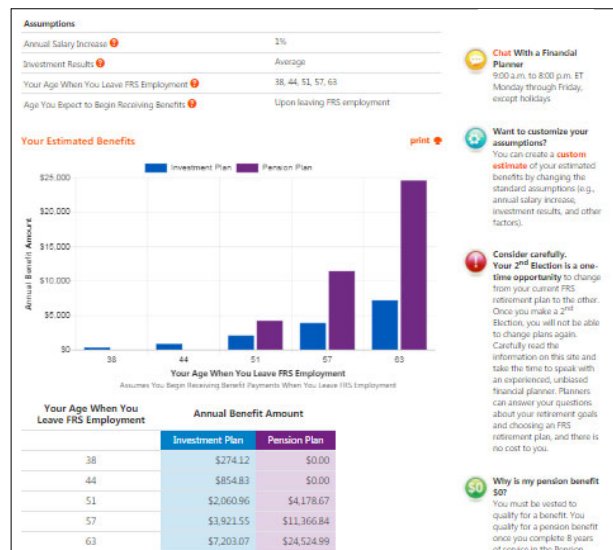 Assumptions
Annual Salary Increase ? 1%
Investment Results ? Average
Your Age When You Leave FRS Employment ? 38, 44, 51, 57, 63
Age You Expect to Begin Receiving Benefits ? Upon leaving FRS employment
Your Estimated Benefits print
Investment Plan Pension Plan
$25,000
$20,000
$15,000
$10,000
$5,000
$0
Annual Benefit Amount
38 44 51 57 63
Your Age When You Leave FRS Employment
Assumes You Begin Receiving Benefit Payments When You Leave FRS Employment
Your Age When You
Leave FRS Employment
Annual Benefit Amount
Investment Plan Pension Plan
38 $274.12 $0.00
44 $854.83 $0.00
51 $2,060.96 $4,178.67
57 $3,921.55 $11,366.84
63 $7,203.07 $24,524.99
Chat With a Financial
Planner
9:00 a.m. to 8:00 p.m. ET
Monday through Friday,
except holidays
Want to customize your
assumptions?
You can create a custom
estimate of your estimated
benefits by changing the
standard assumptions (e.g.,
annual salary increase,
investment results, and other
factors).
Consider carefully.
Your 2nd Election is a one-
time opportunity to change
from your current FRS
retirement plan to the other.
Once you make a 2nd
Election, you will not be able
to change plans again.
Carefully read the
information on this site and
take the time to speak with
an experienced, unbiased
financial planner. Planners
can answer your questions
about your retirement goals
and choosing an FRS
retirement plan, and there is
no cost to you.
$0
Why is my pension benefit
$0?
You must be vested to
qualify for a benefit. You
qualify for a pension benefit
once you complete 8 years
of service in the Pension